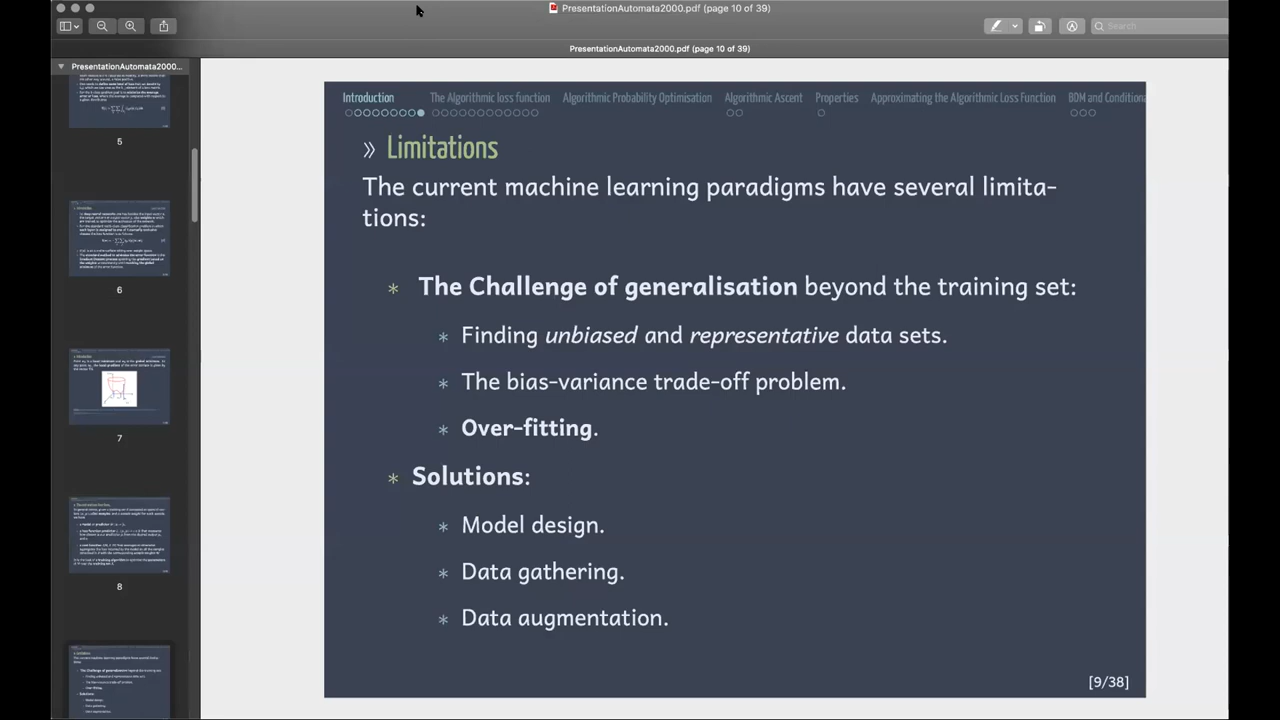 PresentationAutomata2000.pdf (page 10 of 39)
Search
PresentationAutomata2000.pdf (page 10 of 39)
PresentationAutomata2000...
5
6
7
8
Introduction The Algorithmic loss function Algorithmic Probability Optimisation Algorithmic Ascent Properties Approximating the Algorithmic Loss Function BDM and Conditiona
» Limitations
The current machine learning paradigms have several limita-
tions:
* The Challenge of generalisation beyond the training set:
* Finding unbiased and representative data sets.
* The bias-variance trade-off problem.
* Over-fitting.
* Solutions:
* Model design.
* Data gathering.
* Data augmentation.
[9/38]